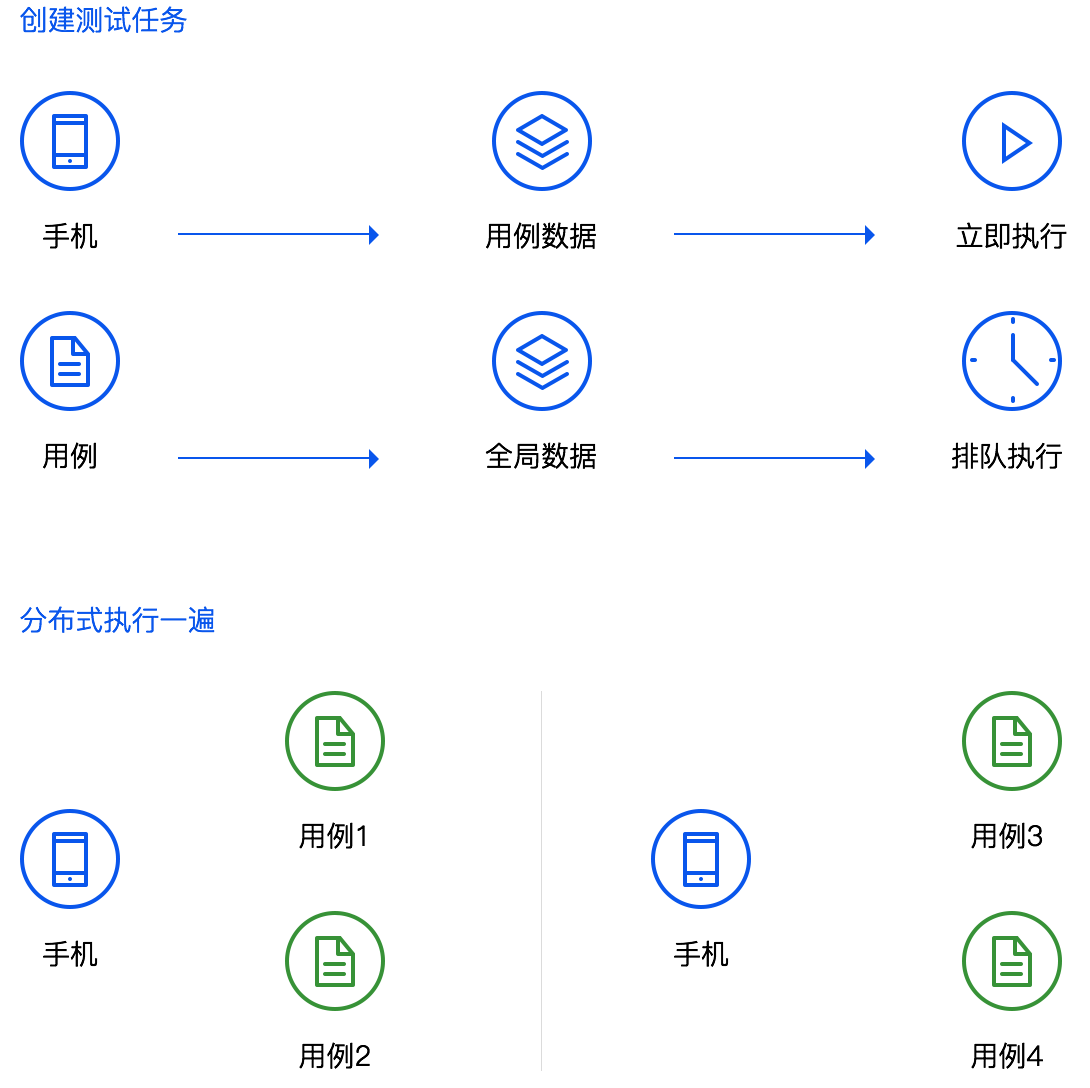 创建测试任务
手机
用例数据
立即执行
用例
全局数据
排队执行
分布式执行一遍
用例1
用例3
手机
手机
用例2
用例4